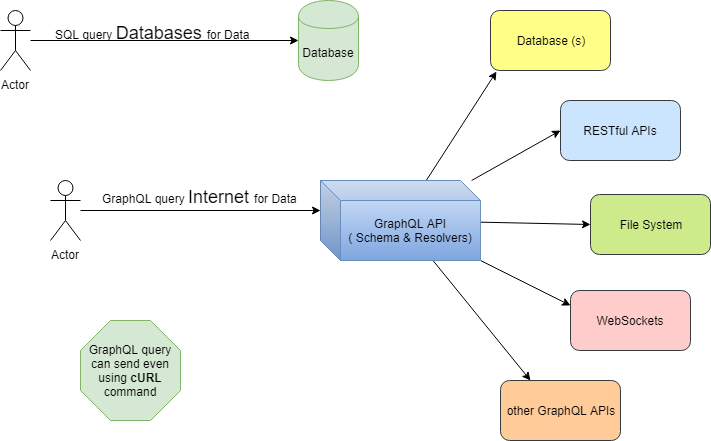 SQL query Databases for Data
Database
Actor
Database (s)
RESTful APIs
GraphQL query Internet for Data
Actor
GraphQL API
( Schema & Resolvers)
File System
WebSockets
GraphQL query
can send even
using cURL
command
other GraphQL APIs